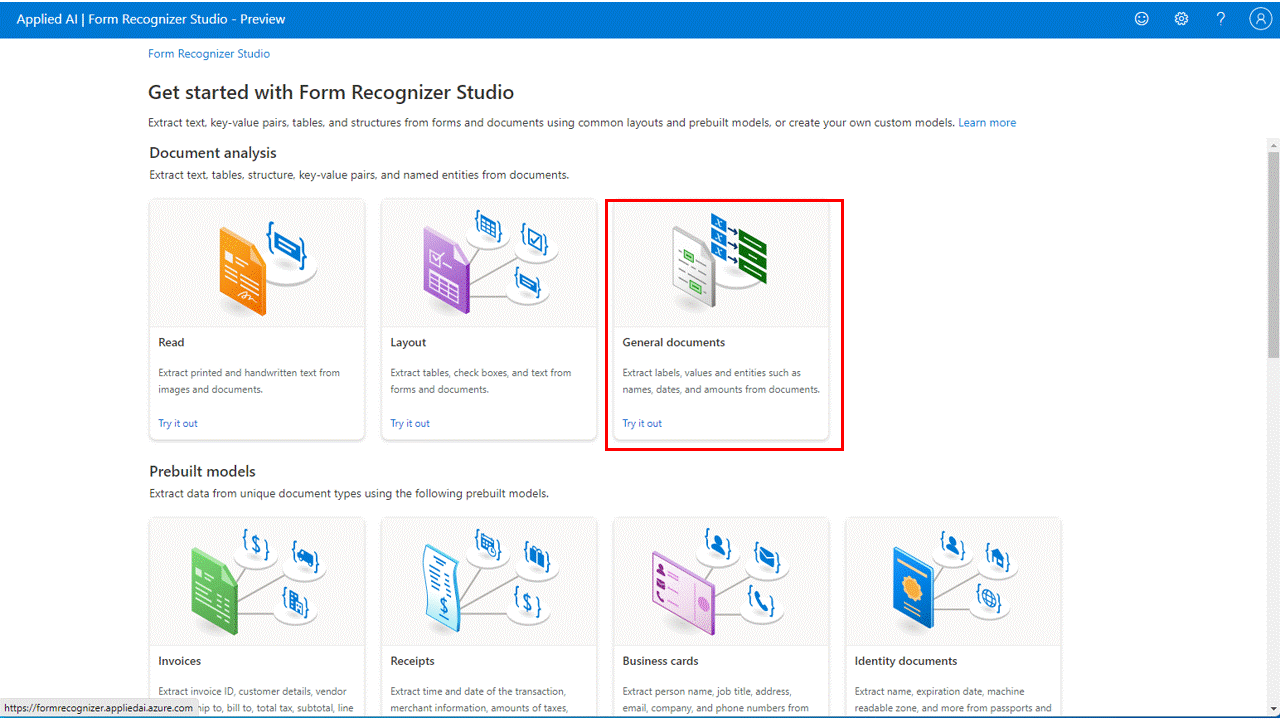 Applied AI | Form Recognizer Studio - Preview
Form Recognizer Studio
Get started with Form Recognizer Studio
Extract text, key-value pairs, tables, and structures from forms and documents using common layouts and prebuilt models, or create your own custom models. Learn more
Document analysis
Extract text, tables, structure, key-value pairs, and named entities from documents.
Read
Extract printed and handwritten text from
images and documents.
Try it out
Layout
Extract tables, check boxes, and text from
forms and documents.
Try it out
General documents
Extract labels, values and entities such as
names, dates, and amounts from documents.
Try it out
Prebuilt models
Extract data from unique document types using the following prebuilt models.
Invoices
Extract invoice ID, customer details, vendor
ip to, bill to, total tax, subtotal, line
Receipts
Extract time and date of the transaction,
merchant information, amounts of taxes,
Business cards
Extract person name, job title, address,
email, company, and phone numbers from
Identity documents
Extract name, expiration date, machine
readable zone, and more from passports and
https://formrecognizer.appliedai.azure.com